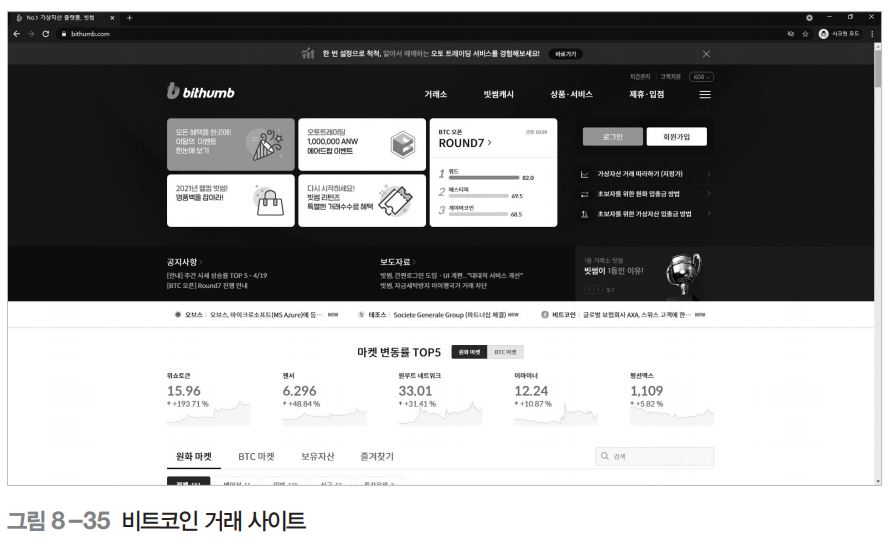 No.1 가상자산 플랫폼, 빗썸
bithumb.com
시크릿 모드
한 번 설정으로 척척, 알아서 매매하는 오토 트레이딩 서비스를 경험해보세요!
바로가기
고객지원
KOR
bithumb
거래소
빗썸캐시
상품·서비스
제휴·입점
모든 혜택을 한곳에!
이달의 이벤트
한눈에 보기
오토트레이딩
1,000,000 ANW
에어드랍 이벤트
BTC 오픈
ROUND7 >
1 위드
82.0
2 에스티피
69.5
3 게이머코인
68.5
로그인
회원가입
가상자산 거래 따라하기 (지정가)
초보자를 위한 원화 입출금 방법
초보자를 위한 가상자산 입출금 방법
2021년 웰컴 빗썸!
명품백을 잡아라!
다시 시작하세요!
빗썸 리턴즈
특별한 거래수수료 혜택
공지사항
[안내] 주간 시세 상승률 TOP 5 - 4/19
[BTC 오픈] Round7 진행 안내
보도자료
빗썸, 간편로그인 도입·UI 개편.."대대적 서비스 개선"
빗썸, 자금세탁방지 미이행국가 거래 차단
1등 거래소 빗썸
빗썸이 1등인 이유!
오브스 | 오브스, 마이크로소프트(MS Azure)에 등… NEW
테조스 | Societe Generale Group (파트너십 체결) NEW
비트코인 | 글로벌 보험회사 AXA, 스위스 고객에 한… NEW
마켓 변동률 TOP5
원화 마켓
BTC 마켓
위쇼토큰
15.96
+193.71 %
젠서
6.296
+48.84 %
원루트 네트워크
33.01
+31.41 %
이마이너
12.24
+10.87 %
펑션엑스
1,109
+5.82 %
원화 마켓
BTC 마켓
보유자산
즐겨찾기
검색
그림 8-35 비트코인 거래 사이트